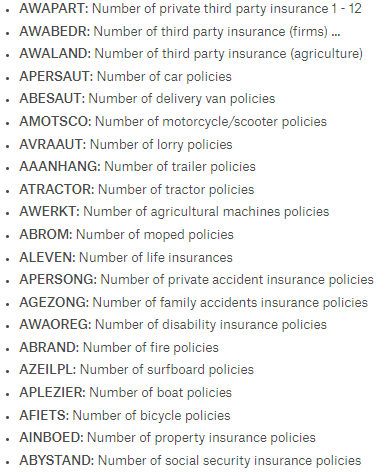 • AWAPART: Number of private third party insurance 1 - 12
• AWABEDR: Number of third party insurance (firms) ...
• AWALAND: Number of third party insurance (agriculture)
• APERSAUT: Number of car policies
• ABESAUT: Number of delivery van policies
• AMOTSCO: Number of motorcycle/scooter policies
• AVRAAUT: Number of lorry policies
• AAANHANG: Number of trailer policies
• ATRACTOR: Number of tractor policies
• AWERKT: Number of agricultural machines policies
• ABROM: Number of moped policies
• ALEVEN: Number of life insurances
• APERSONG: Number of private accident insurance policies
• AGEZONG: Number of family accidents insurance policies
• AWAOREG: Number of disability insurance policies
• ABRAND: Number of fire policies
• AZEILPL: Number of surfboard policies
• APLEZIER: Number of boat policies
• AFIETS: Number of bicycle policies
• AINBOED: Number of property insurance policies
• ABYSTAND: Number of social security insurance policies